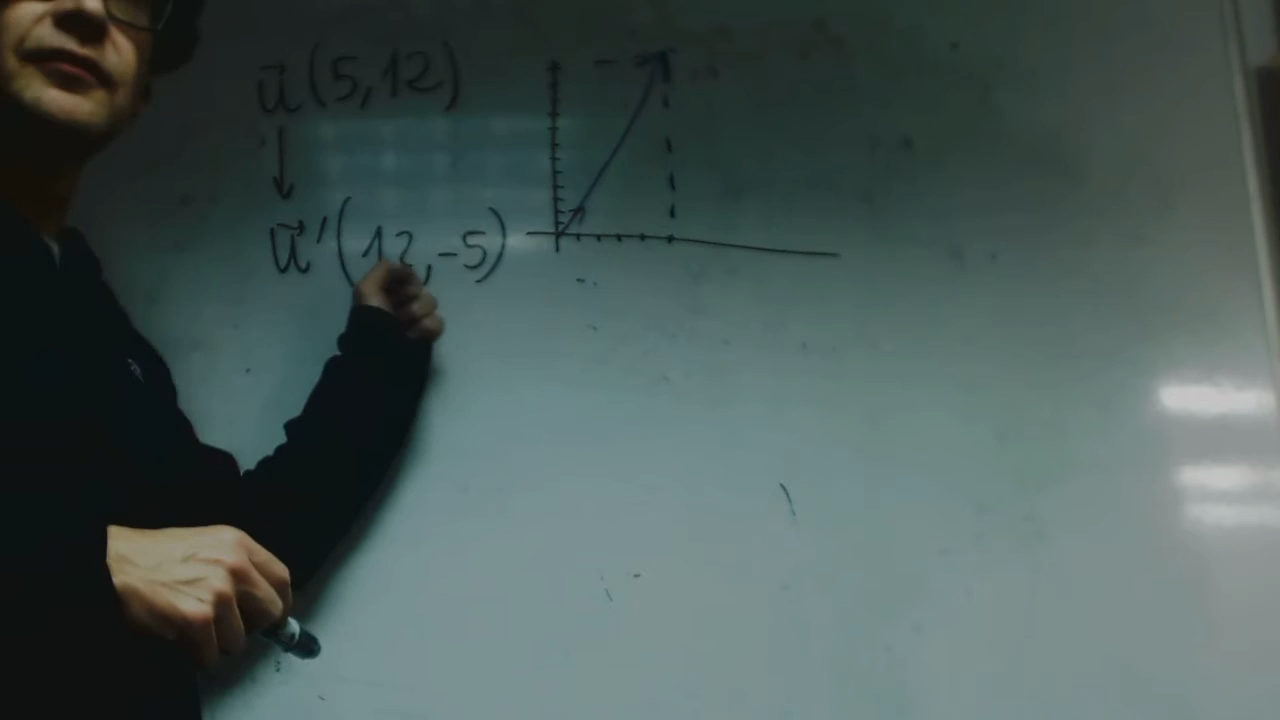 u⃗(5,12)
↓
u⃗'(12,-5)